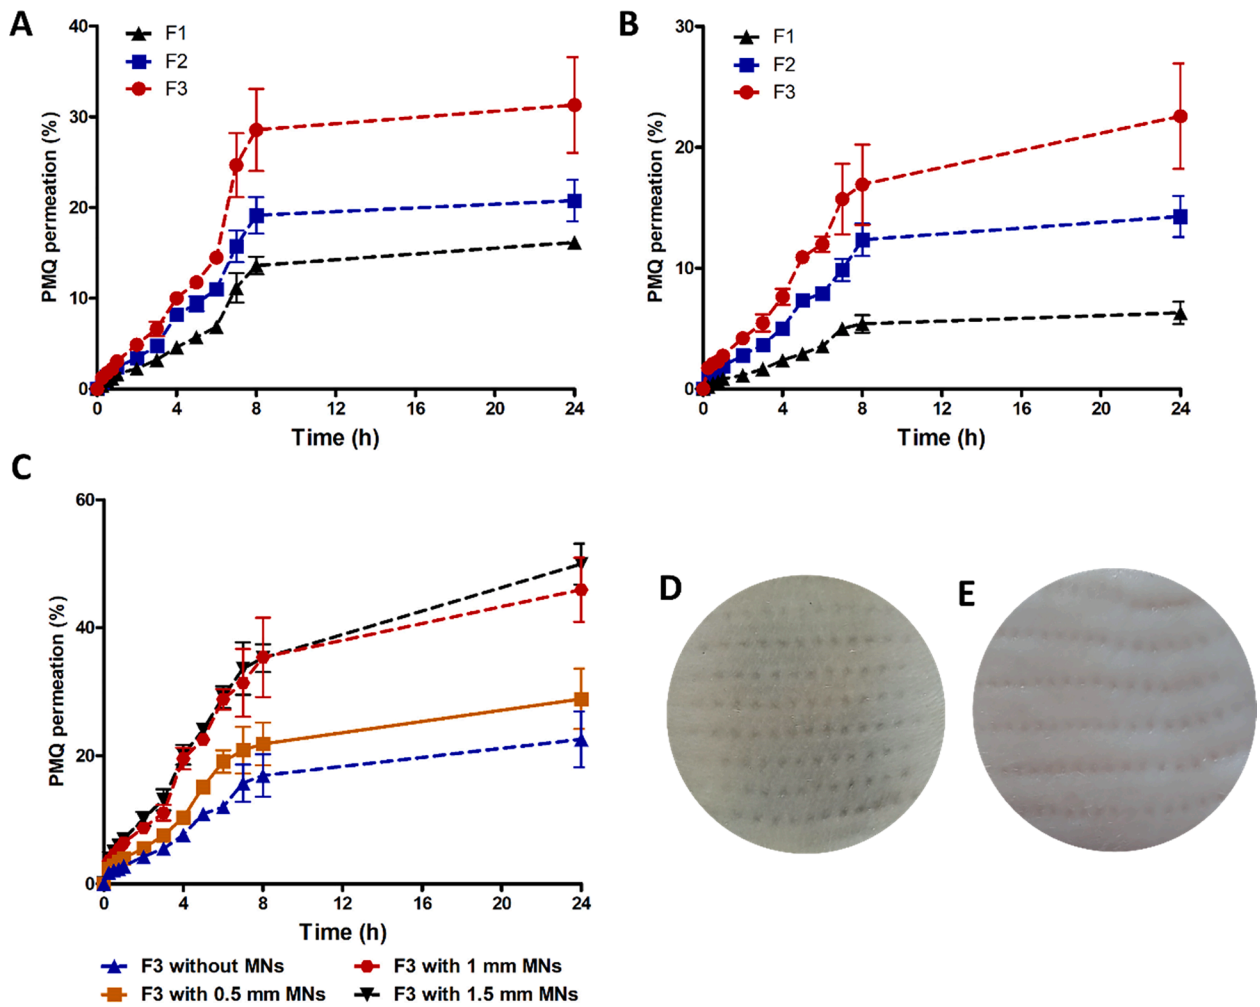 A
B
40
30
20
10
0
PMQ permeation (%)
F1
F2
F3
0
4
8
12
16
20
24
Time (h)
30
20
10
0
PMQ permeation (%)
F1
F2
F3
0
4
8
12
16
20
24
Time (h)
C
60
40
20
0
PMQ permeation (%)
0
4
8
12
16
20
24
Time (h)
F3 without MNs
F3 with 1 mm MNs
F3 with 0.5 mm MNs
F3 with 1.5 mm MNs
D
E